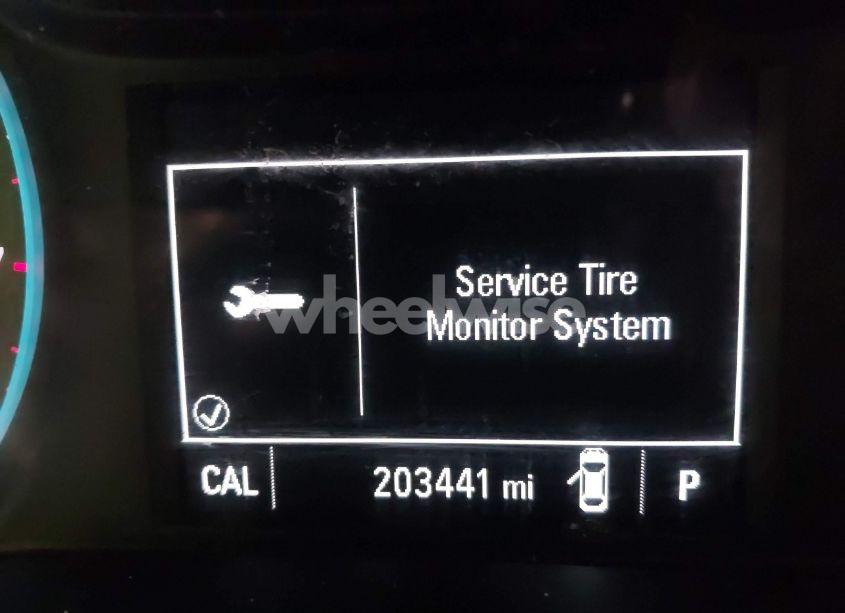 Service Tire
Monitor System
wheelwise
CAL 203441 mi P